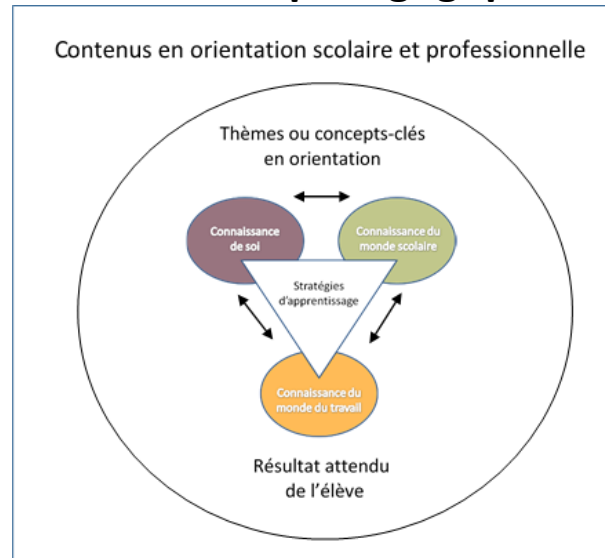 Contenus en orientation scolaire et professionnelle
Thèmes ou concepts-clés
en orientation
Connaissance
de soi
Connaissance du
monde scolaire
Stratégies
d'apprentissage
Connaissance du
monde du travail
Résultat attendu
de l'élève